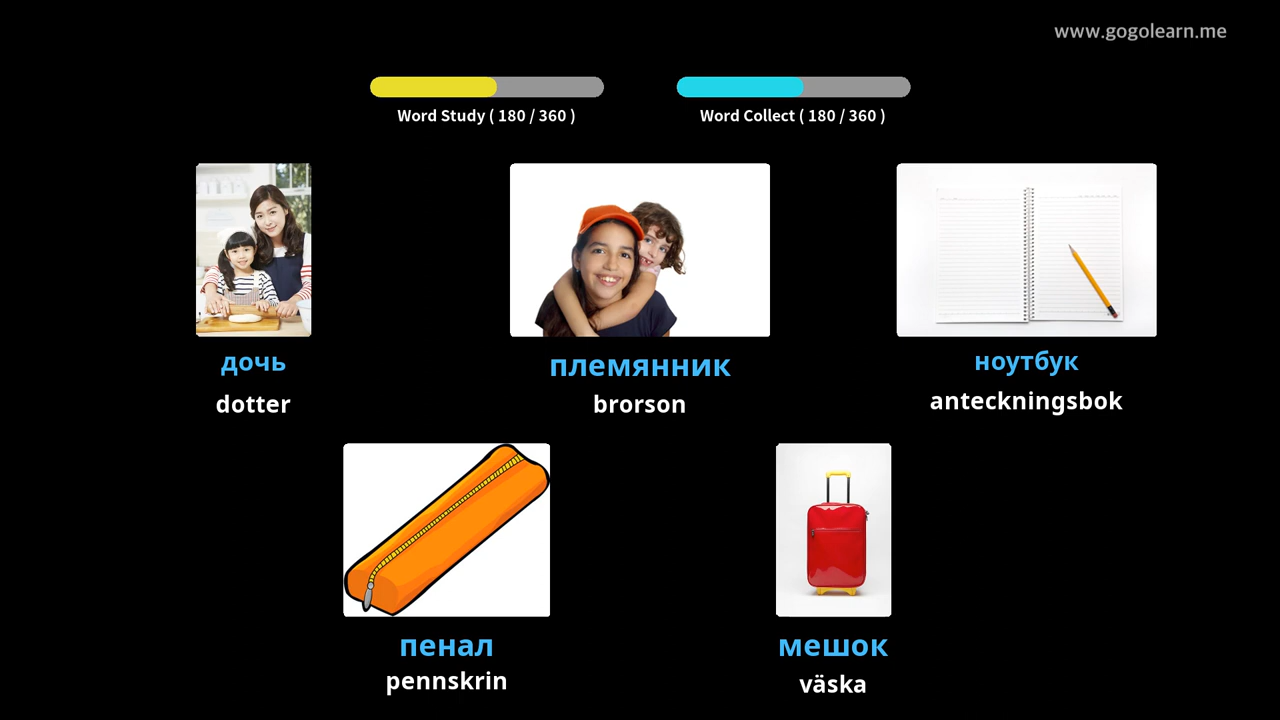 www.gogolearn.me
Word Study ( 180 / 360 )
Word Collect ( 180 / 360 )
дочь
dotter
племянник
brorson
ноутбук
anteckningsbok
пенал
pennskrin
мешок
väska